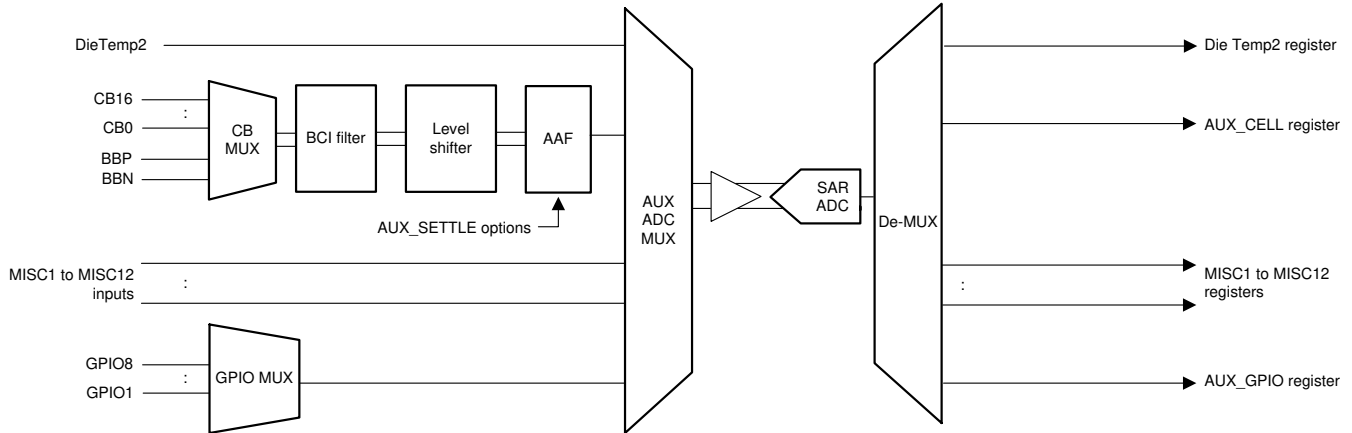 DieTemp2
CB16
:
CB0
BBP
BBN
CB
MUX
BCI filter
Level
shifter
AAF
AUX_SETTLE options
MISC1 to MISC12
inputs
:
GPIO8
:
GPIO1
GPIO MUX
AUX
ADC
MUX
SAR
ADC
De-MUX
Die Temp2 register
AUX_CELL register
:
MISC1 to MISC12
registers
AUX_GPIO register